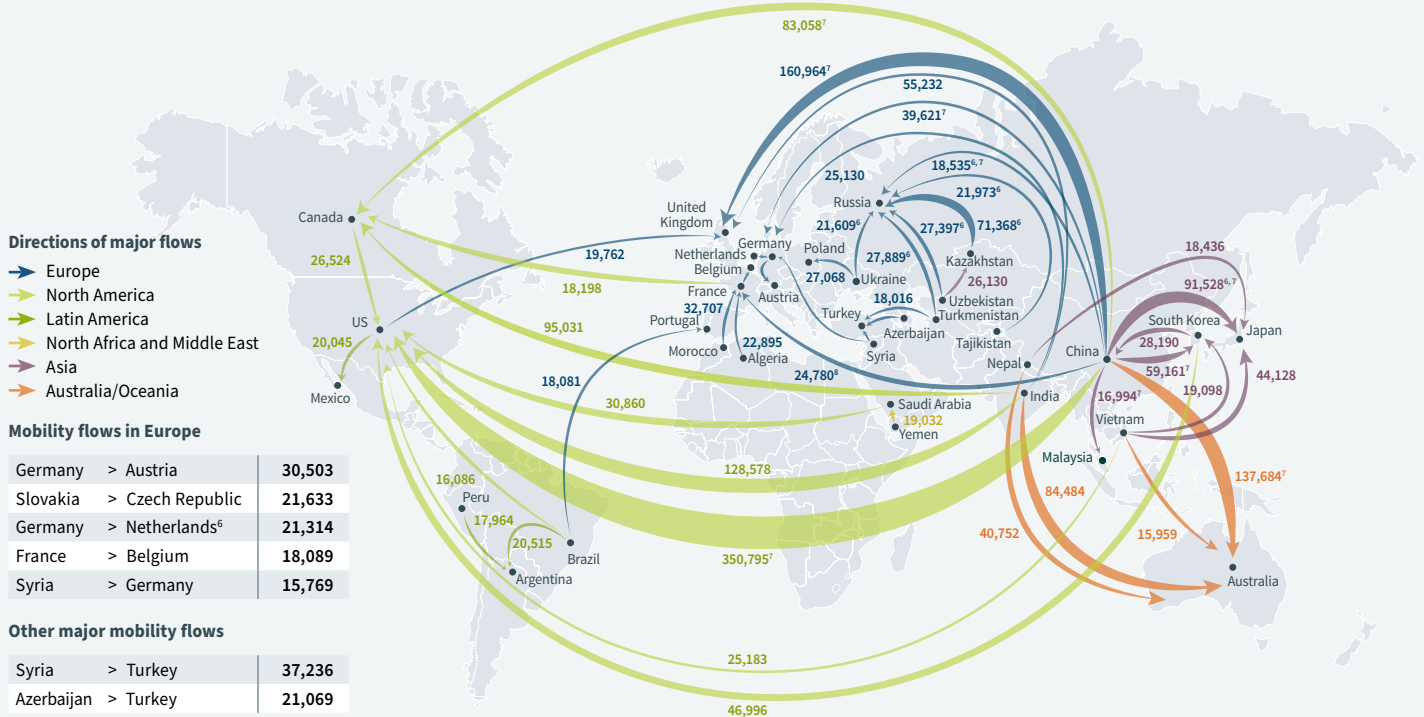 83,058⁷
160,964⁷
55,232
39,621⁷
25,130
18,535⁶,⁷
21,973⁶
Russia
United
Kingdom
Canada
21,609⁶
27,397⁶
71,368⁶
Directions of major flows
Europe
North America
Latin America
North Africa and Middle East
Asia
Australia/Oceania
26,524
19,762
Netherlands
Germany
Poland
Belgium
27,068
27,889⁶
Kazakhstan
18,436
Ukraine
26,130
France
Austria
18,198
91,528⁶,⁷
32,707
18,016
Uzbekistan
Turkmenistan
US
95,031
Portugal
Turkey
Azerbaijan
Tajikistan
South Korea
Japan
20,045
Morocco
22,895
Algeria
Syria
China
28,190
Nepal
59,161⁷
18,081
24,780⁸
44,128
19,098
Mexico
30,860
Saudi Arabia
India
16,994⁷
19,032
Yemen
Vietnam
Malaysia
Mobility flows in Europe
Germany > Austria 30,503
Slovakia > Czech Republic 21,633
Germany > Netherlands⁶ 21,314
France > Belgium 18,089
Syria > Germany 15,769
128,578
16,086
Peru
84,484
137,684⁷
17,964
20,515
40,752
15,959
Brazil
350,795⁷
Argentina
Australia
Other major mobility flows
Syria > Turkey 37,236
Azerbaijan > Turkey 21,069
25,183
46,996